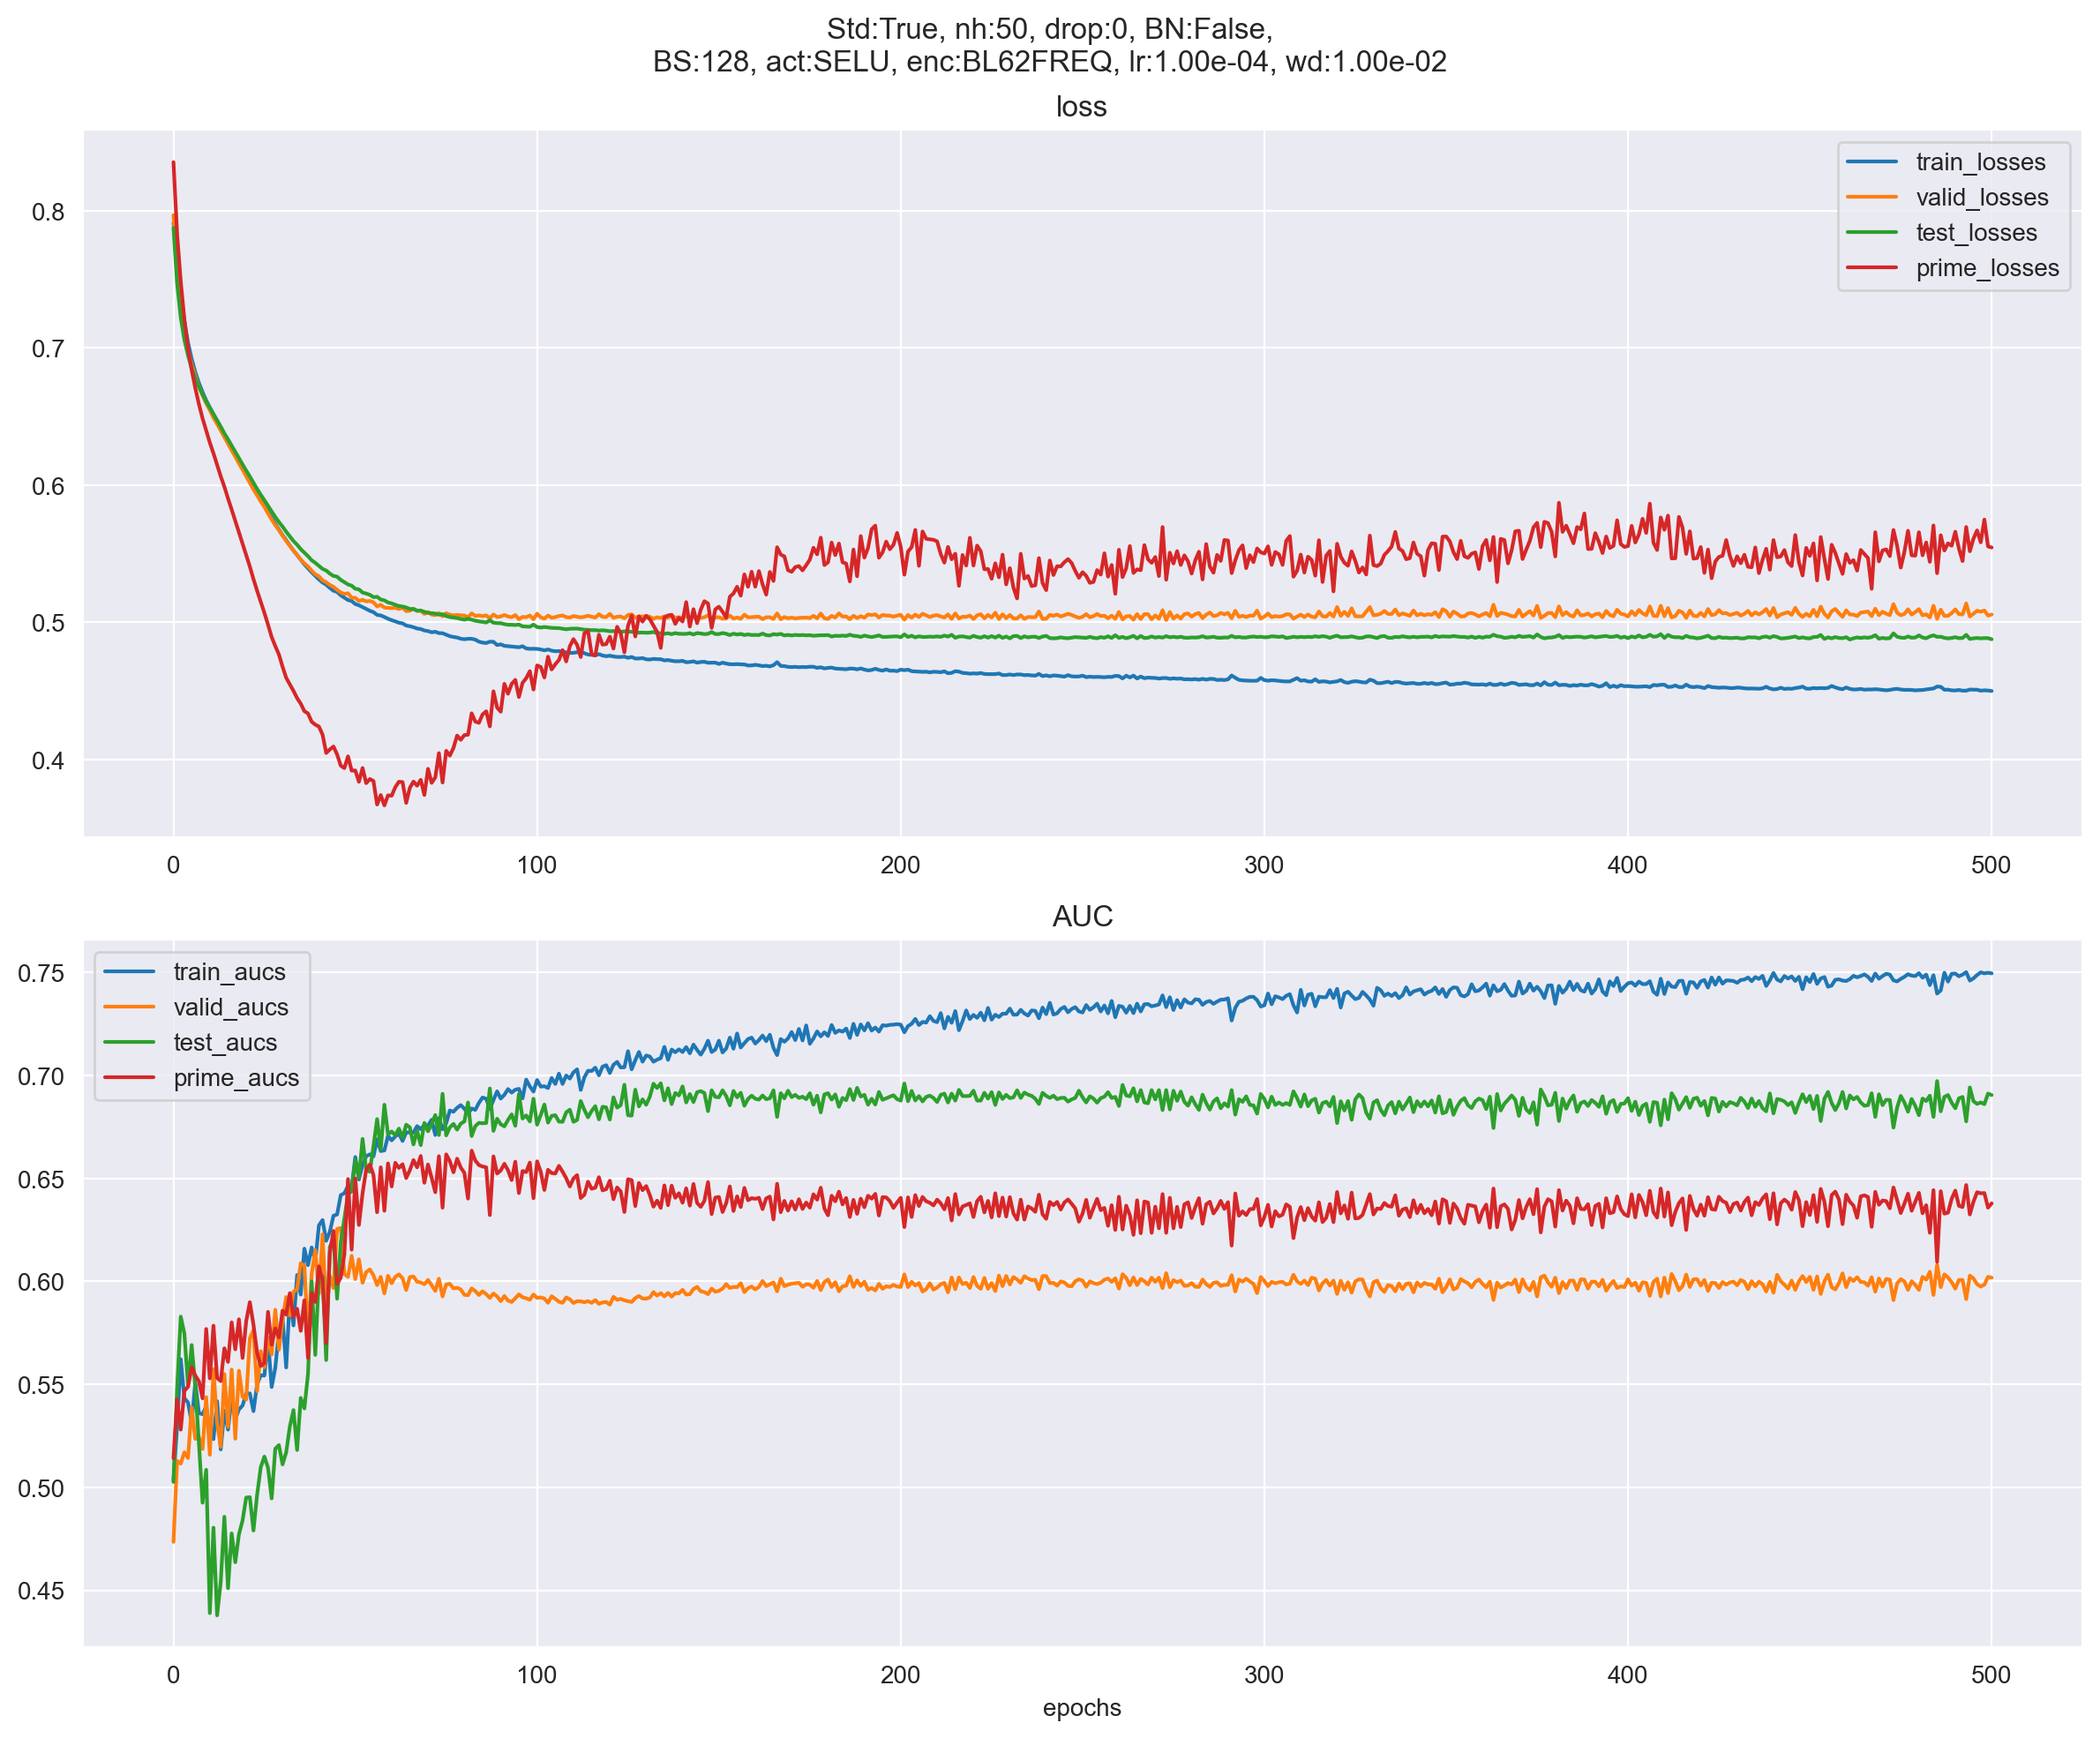 Std:True, nh:50, drop:0, BN:False,
BS:128, act:SELU, enc:BL62FREQ, lr:1.00e-04, wd:1.00e-02
loss
train_losses
valid_losses
test_losses
prime_losses
0.8
0.7
0.6
0.5
0.4
0 100 200 300 400 500
AUC
train_aucs
valid_aucs
test_aucs
prime_aucs
0.75
0.70
0.65
0.60
0.55
0.50
0.45
0 100 200 300 400 500
epochs